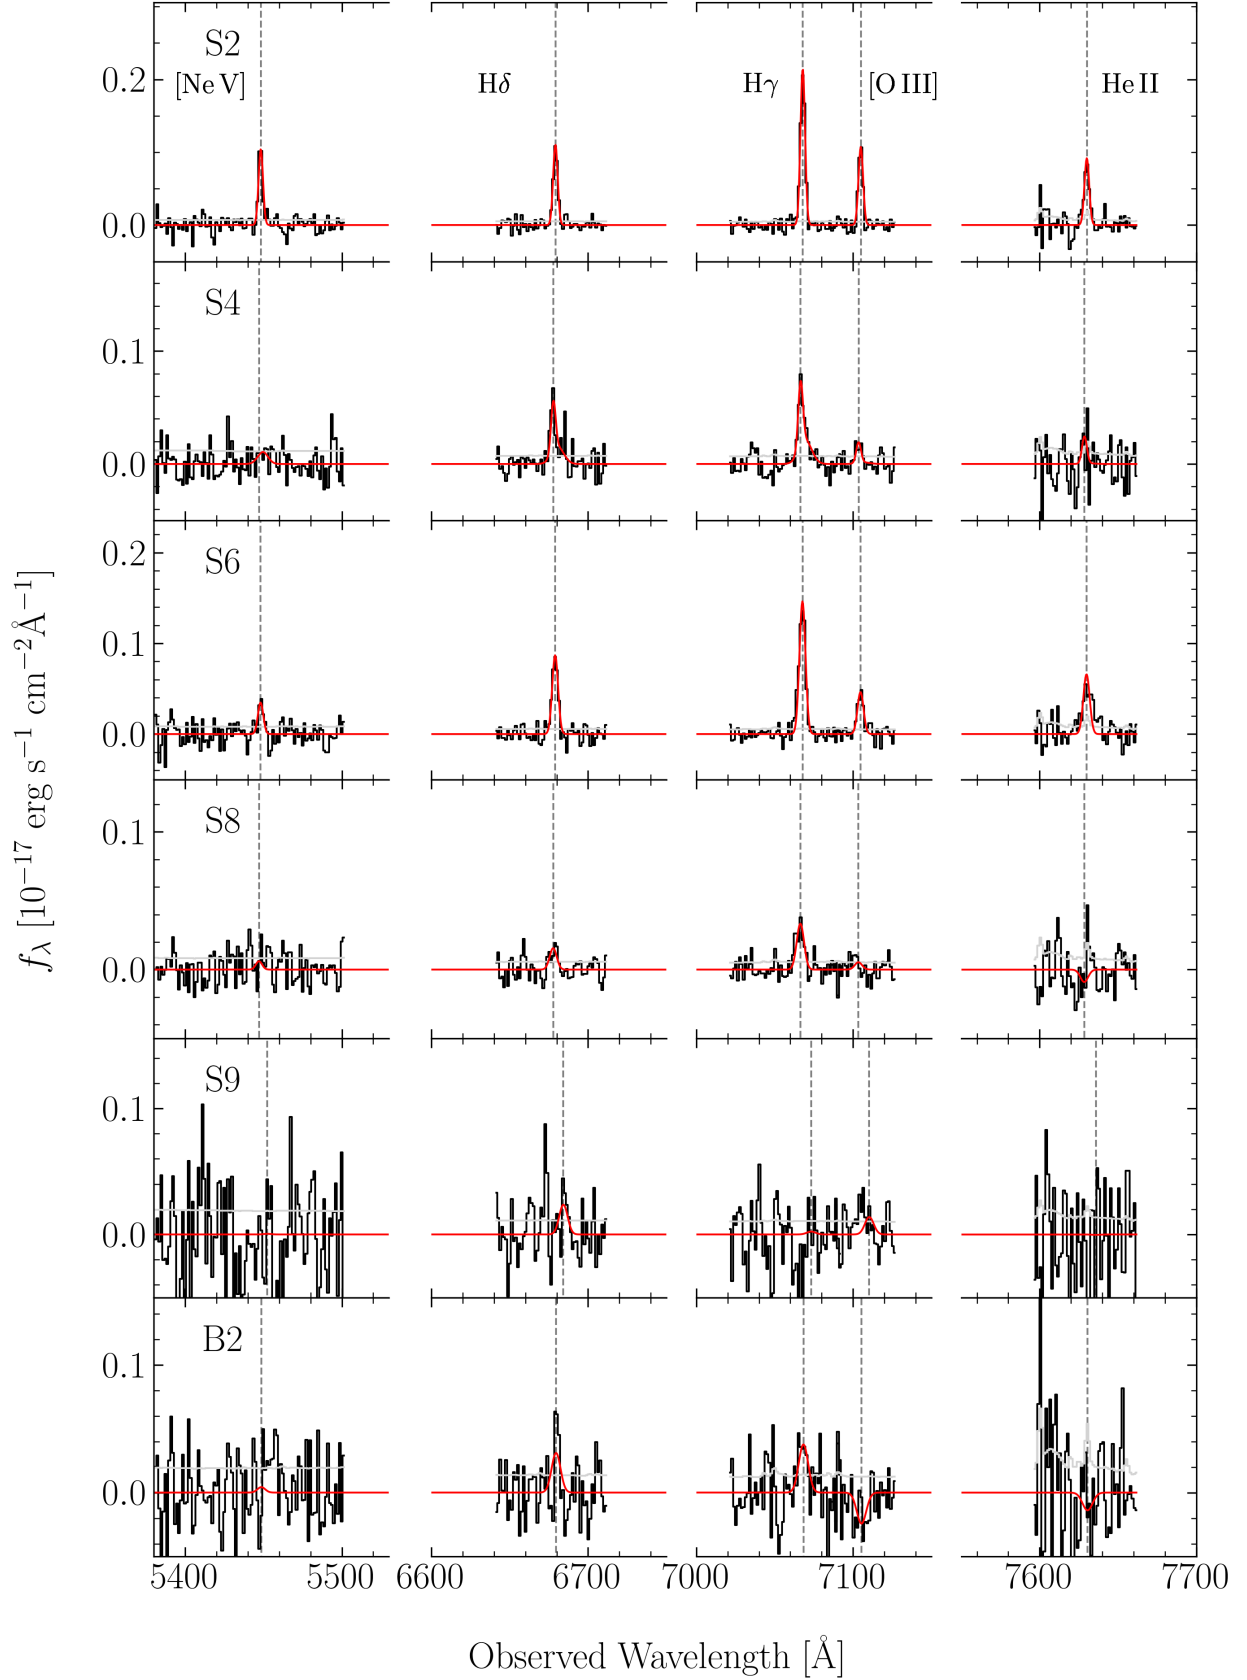 S2
[Ne V] Hδ Hγ [O III] He II
0.2
0.0
S4
0.1
0.0
S6
0.2
0.1
0.0
S8
0.1
0.0
S9
0.1
0.0
B2
0.1
0.0
5400 5500 6600 6700 7000 7100 7600 7700
Observed Wavelength [Å]
f_λ [10⁻¹⁷ erg s⁻¹ cm⁻² Å⁻¹]